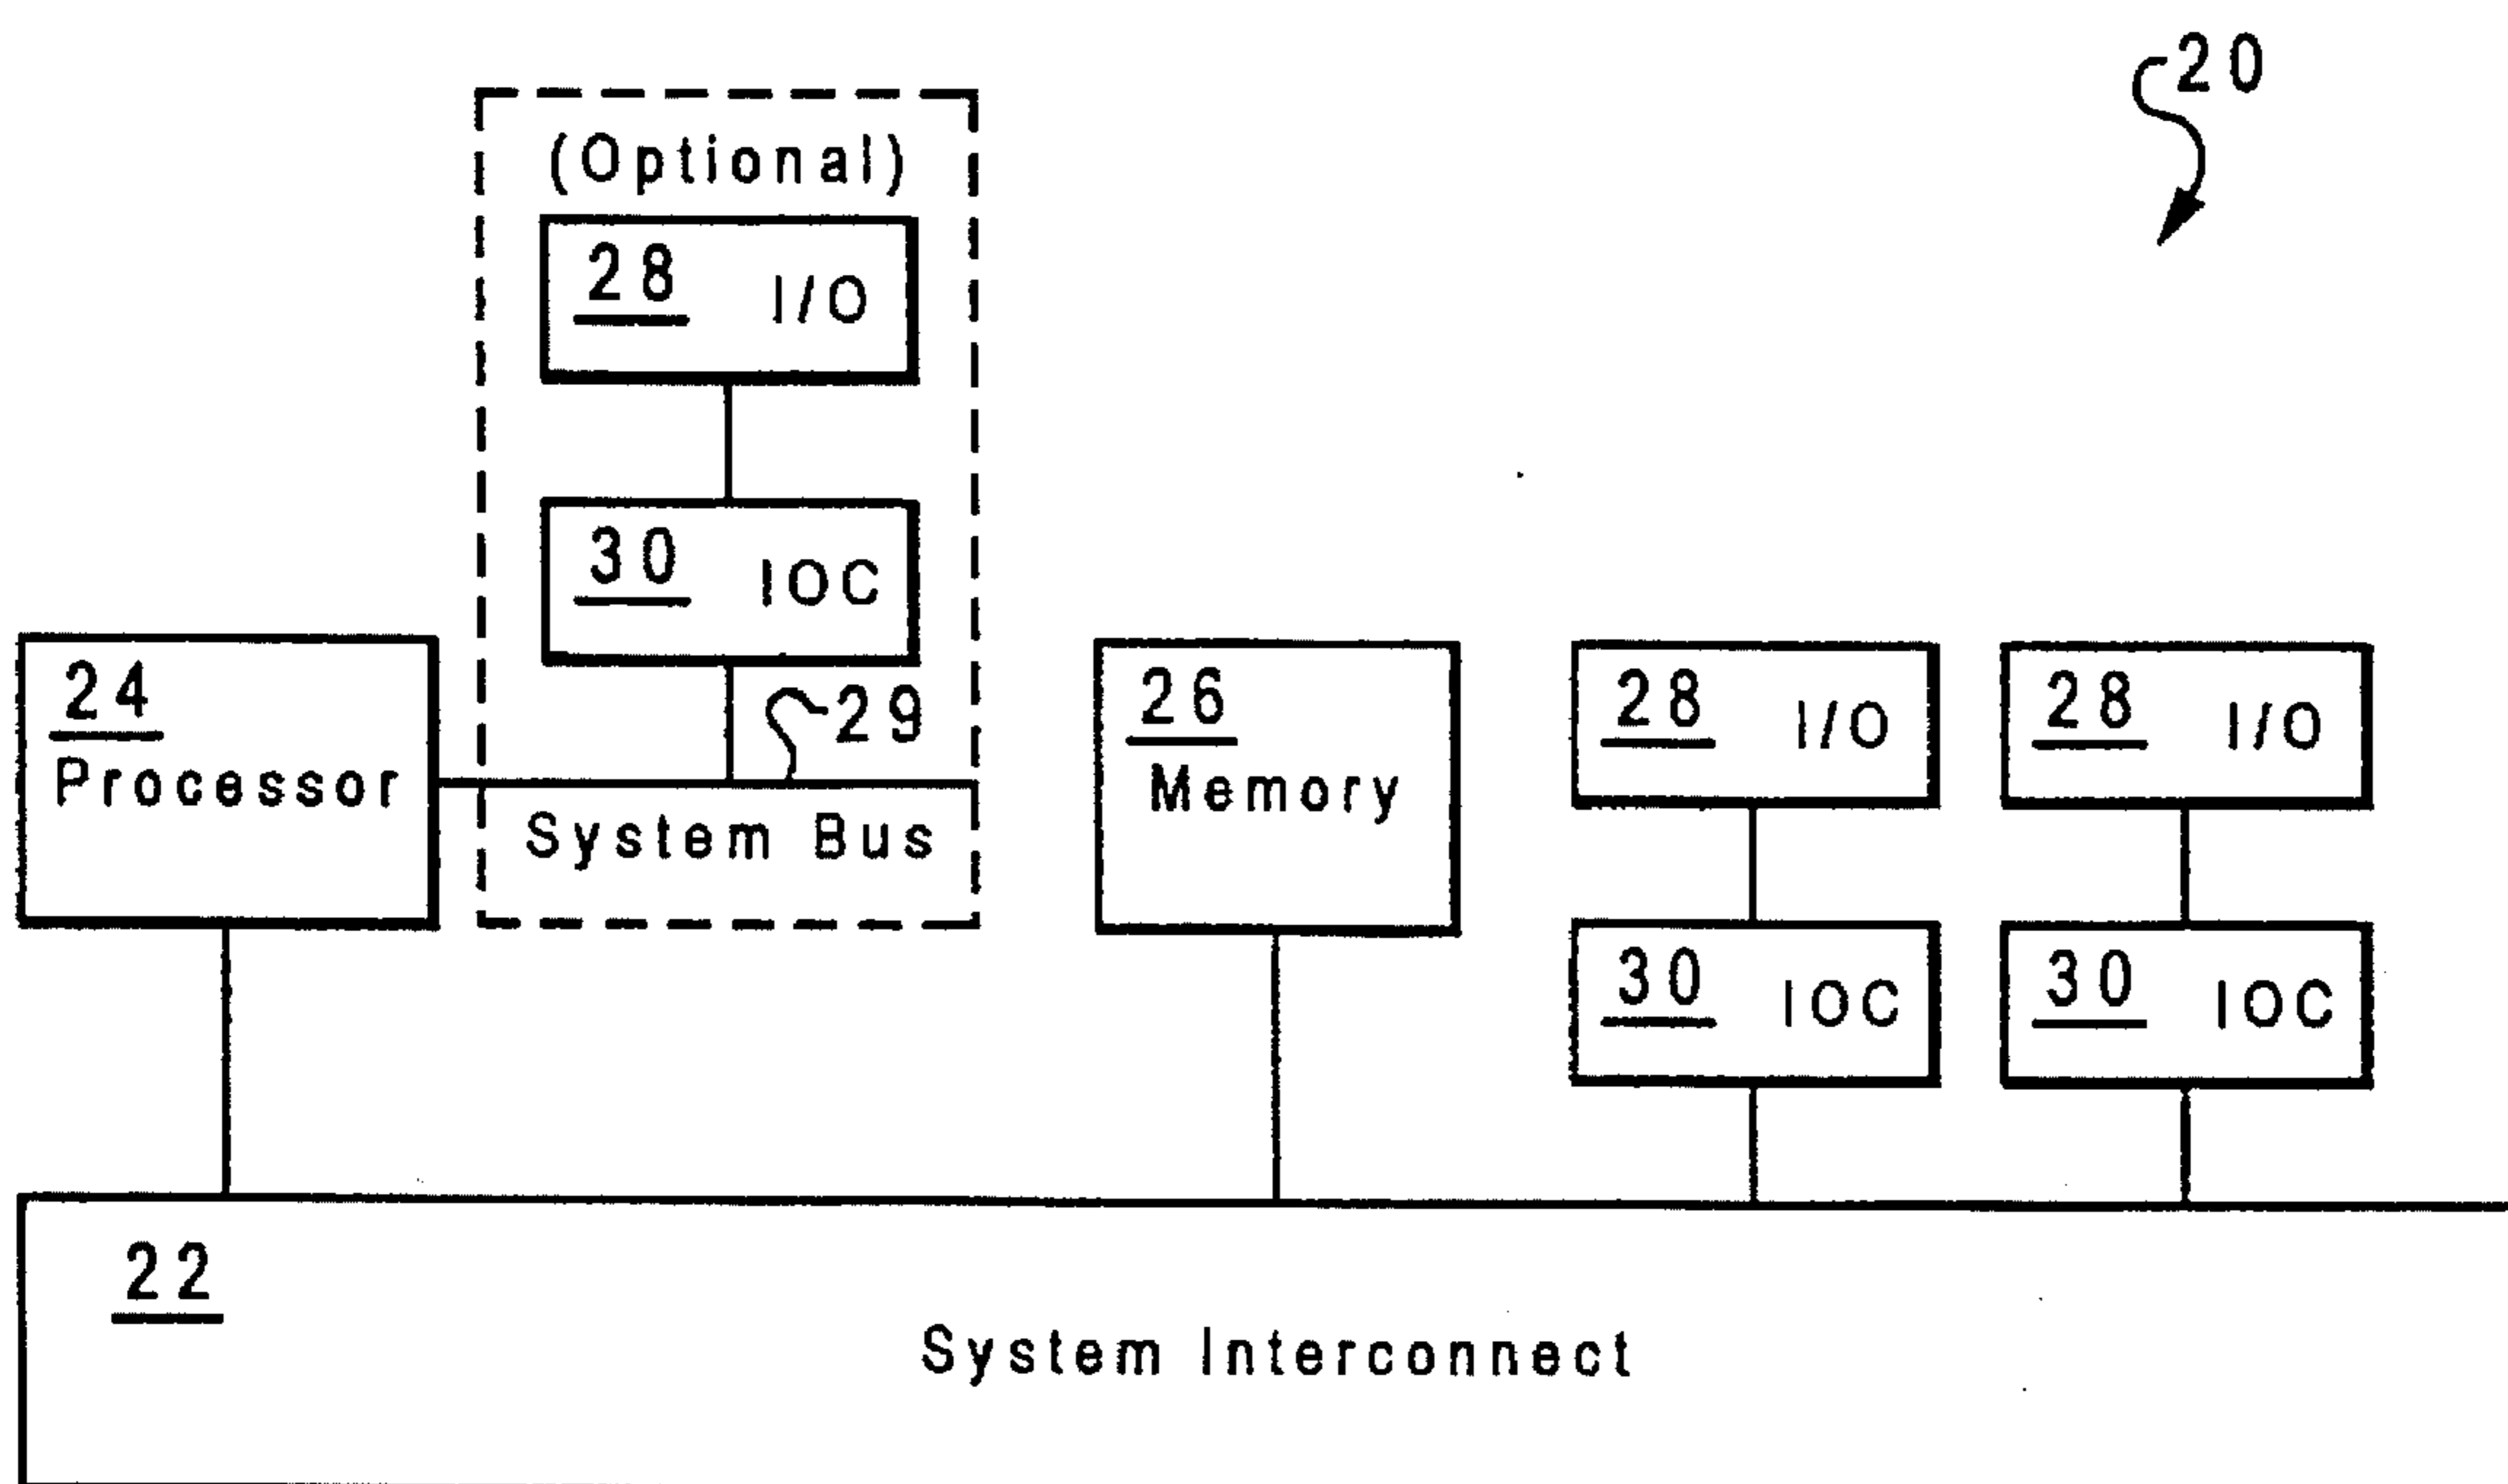 20
(Optional)
28 I/O
30 IOC
29
System Bus
24
Processor
26
Memory
28 I/O
30 IOC
28 I/O
30 IOC
22
System Interconnect